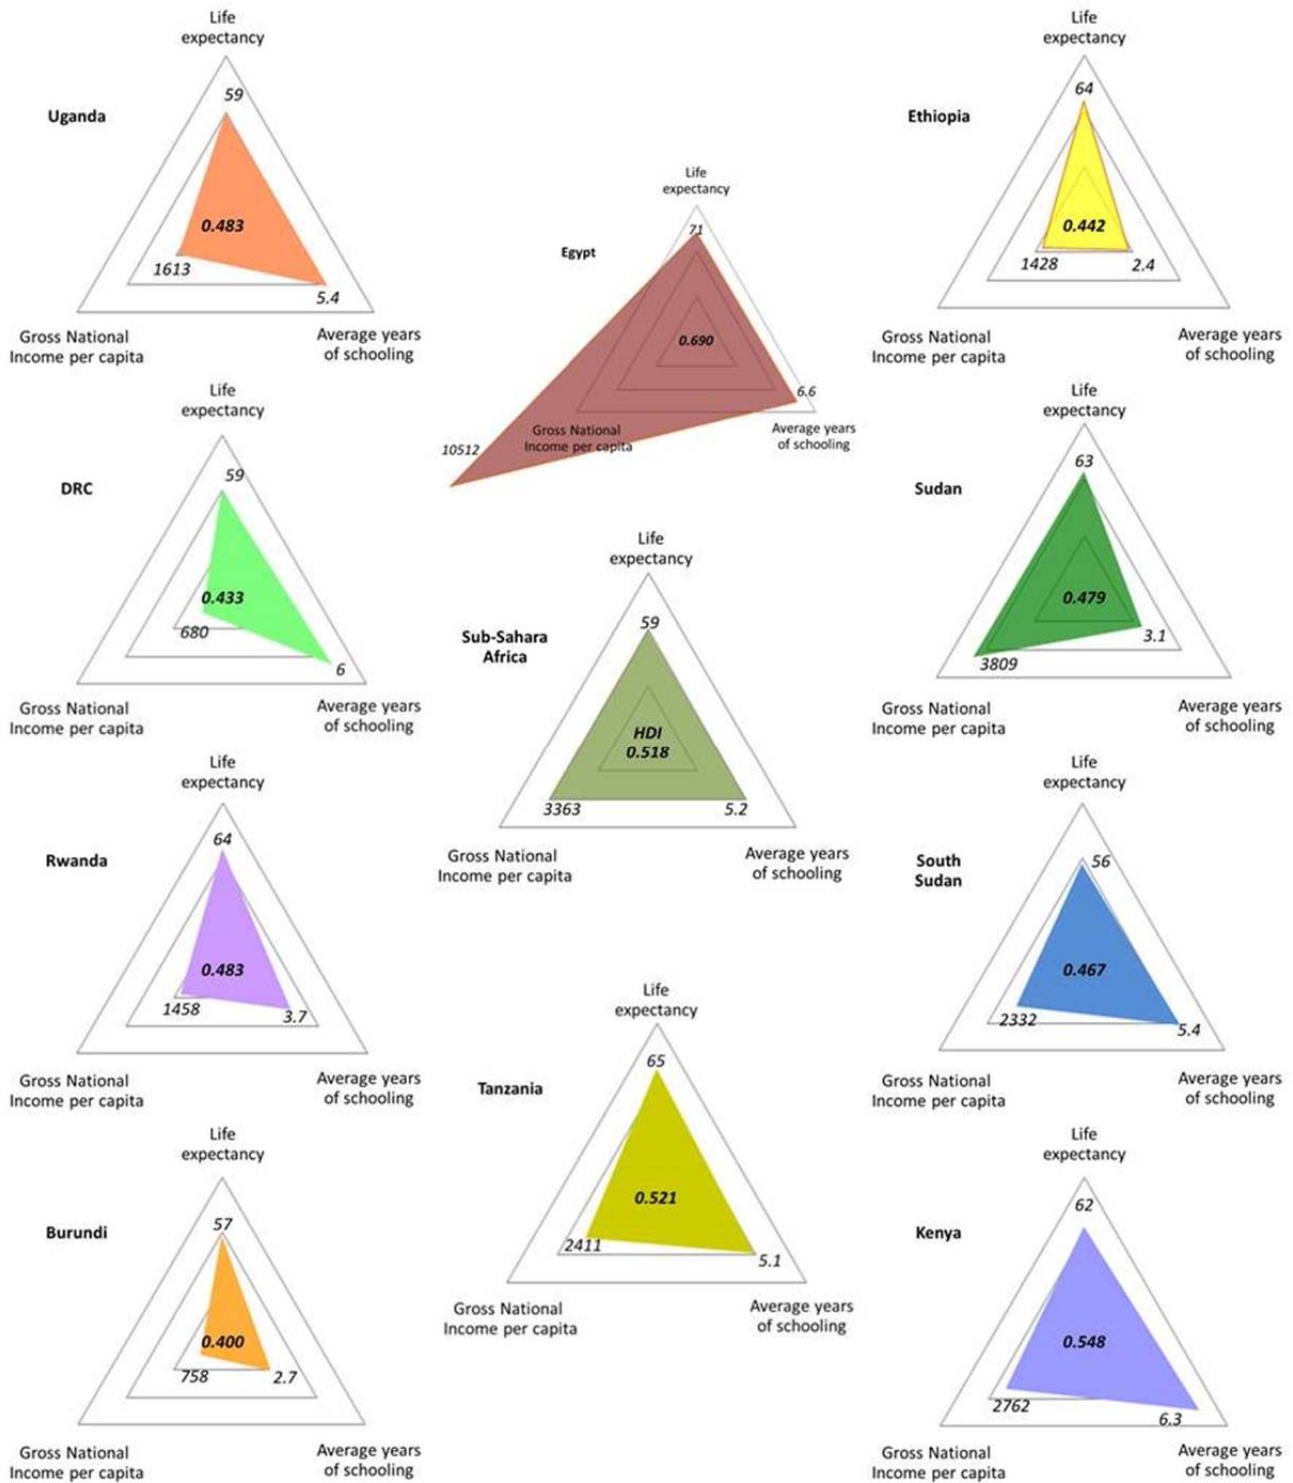 Life
expectancy
59
Uganda
0.483
1613
5.4
Gross National
Income per capita
Average years
of schooling
Life
expectancy
64
Ethiopia
0.442
1428
2.4
Gross National
Income per capita
Average years
of schooling
Life
expectancy
71
Egypt
0.690
6.6
10512
Gross National
Income per capita
Average years
of schooling
Life
expectancy
59
DRC
0.433
680
6
Gross National
Income per capita
Average years
of schooling
Life
expectancy
63
Sudan
0.479
3809
3.1
Gross National
Income per capita
Average years
of schooling
Life
expectancy
59
Sub-Sahara
Africa
HDI
0.518
3363
5.2
Gross National
Income per capita
Average years
of schooling
Life
expectancy
64
Rwanda
0.483
1458
3.7
Gross National
Income per capita
Average years
of schooling
Life
expectancy
56
South
Sudan
0.467
2332
5.4
Gross National
Income per capita
Average years
of schooling
Life
expectancy
65
Tanzania
0.521
2411
5.1
Gross National
Income per capita
Average years
of schooling
Life
expectancy
57
Burundi
0.400
758
2.7
Gross National
Income per capita
Average years
of schooling
Life
expectancy
62
Kenya
0.548
2762
6.3
Gross National
Income per capita
Average years
of schooling